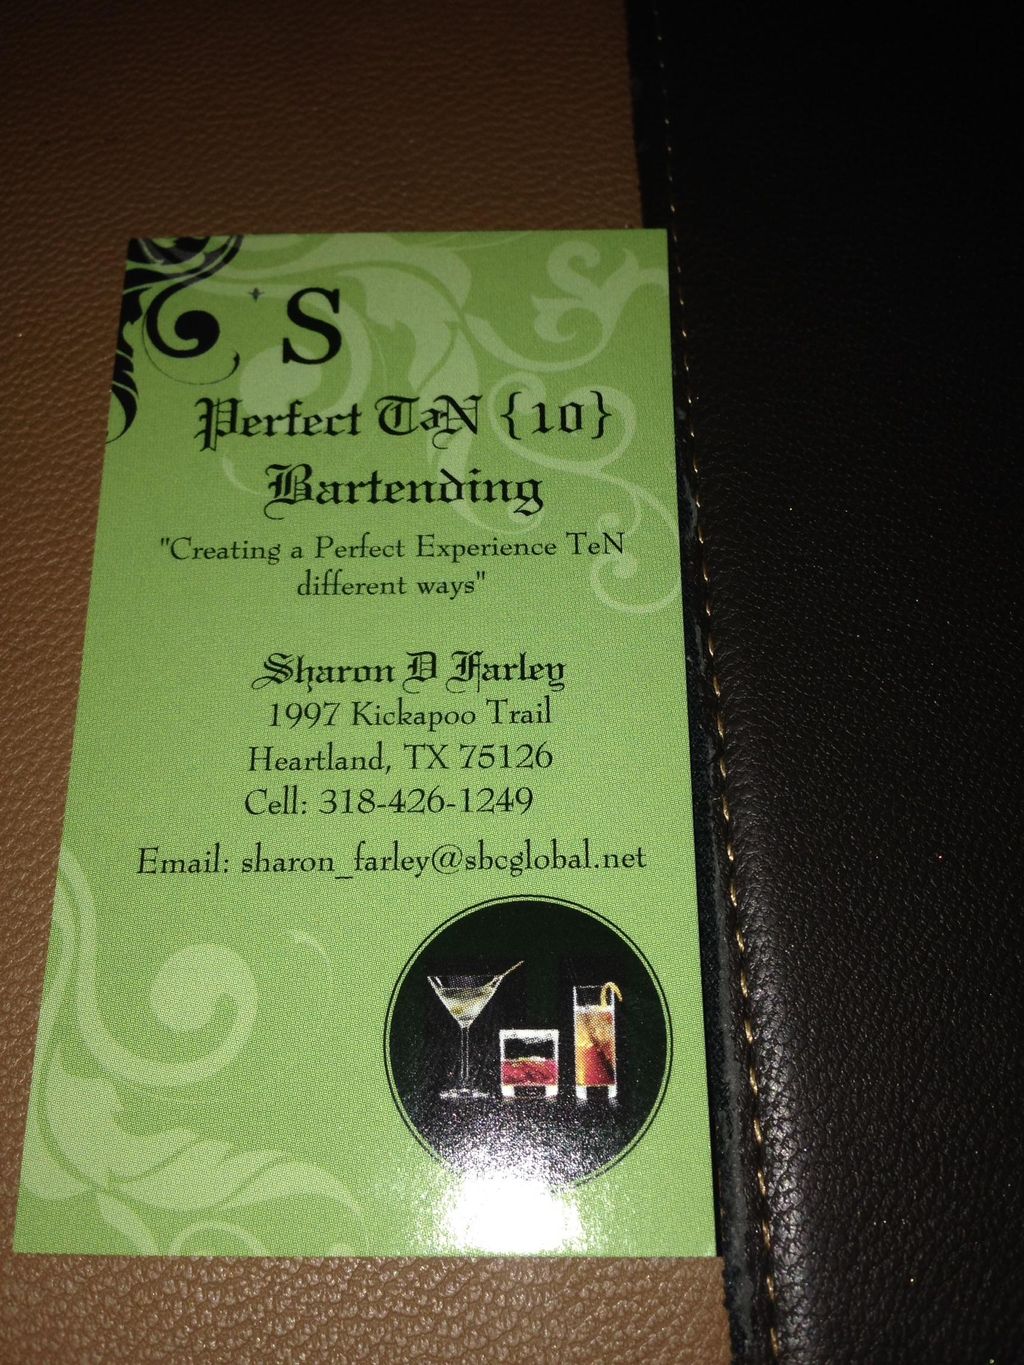 'S
Perfect TeN {10}
Bartending
"Creating a Perfect Experience TeN
different ways"
Sharon D Farley
1997 Kickapoo Trail
Heartland, TX 75126
Cell: 318-426-1249
Email: sharon_farley@sbcglobal.net